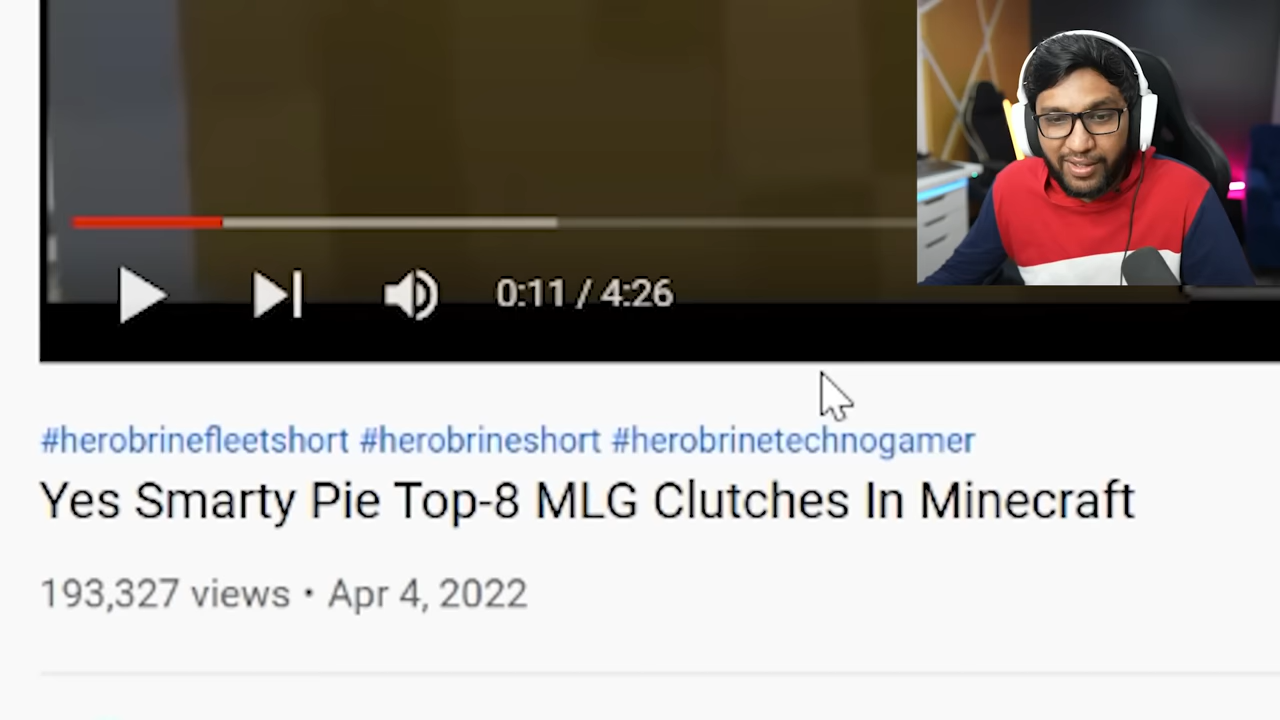 0:11 / 4:26
#herobrinefleetshort #herobrineshort #herobrinetechnogamer
Yes Smarty Pie Top-8 MLG Clutches In Minecraft
193,327 views • Apr 4, 2022